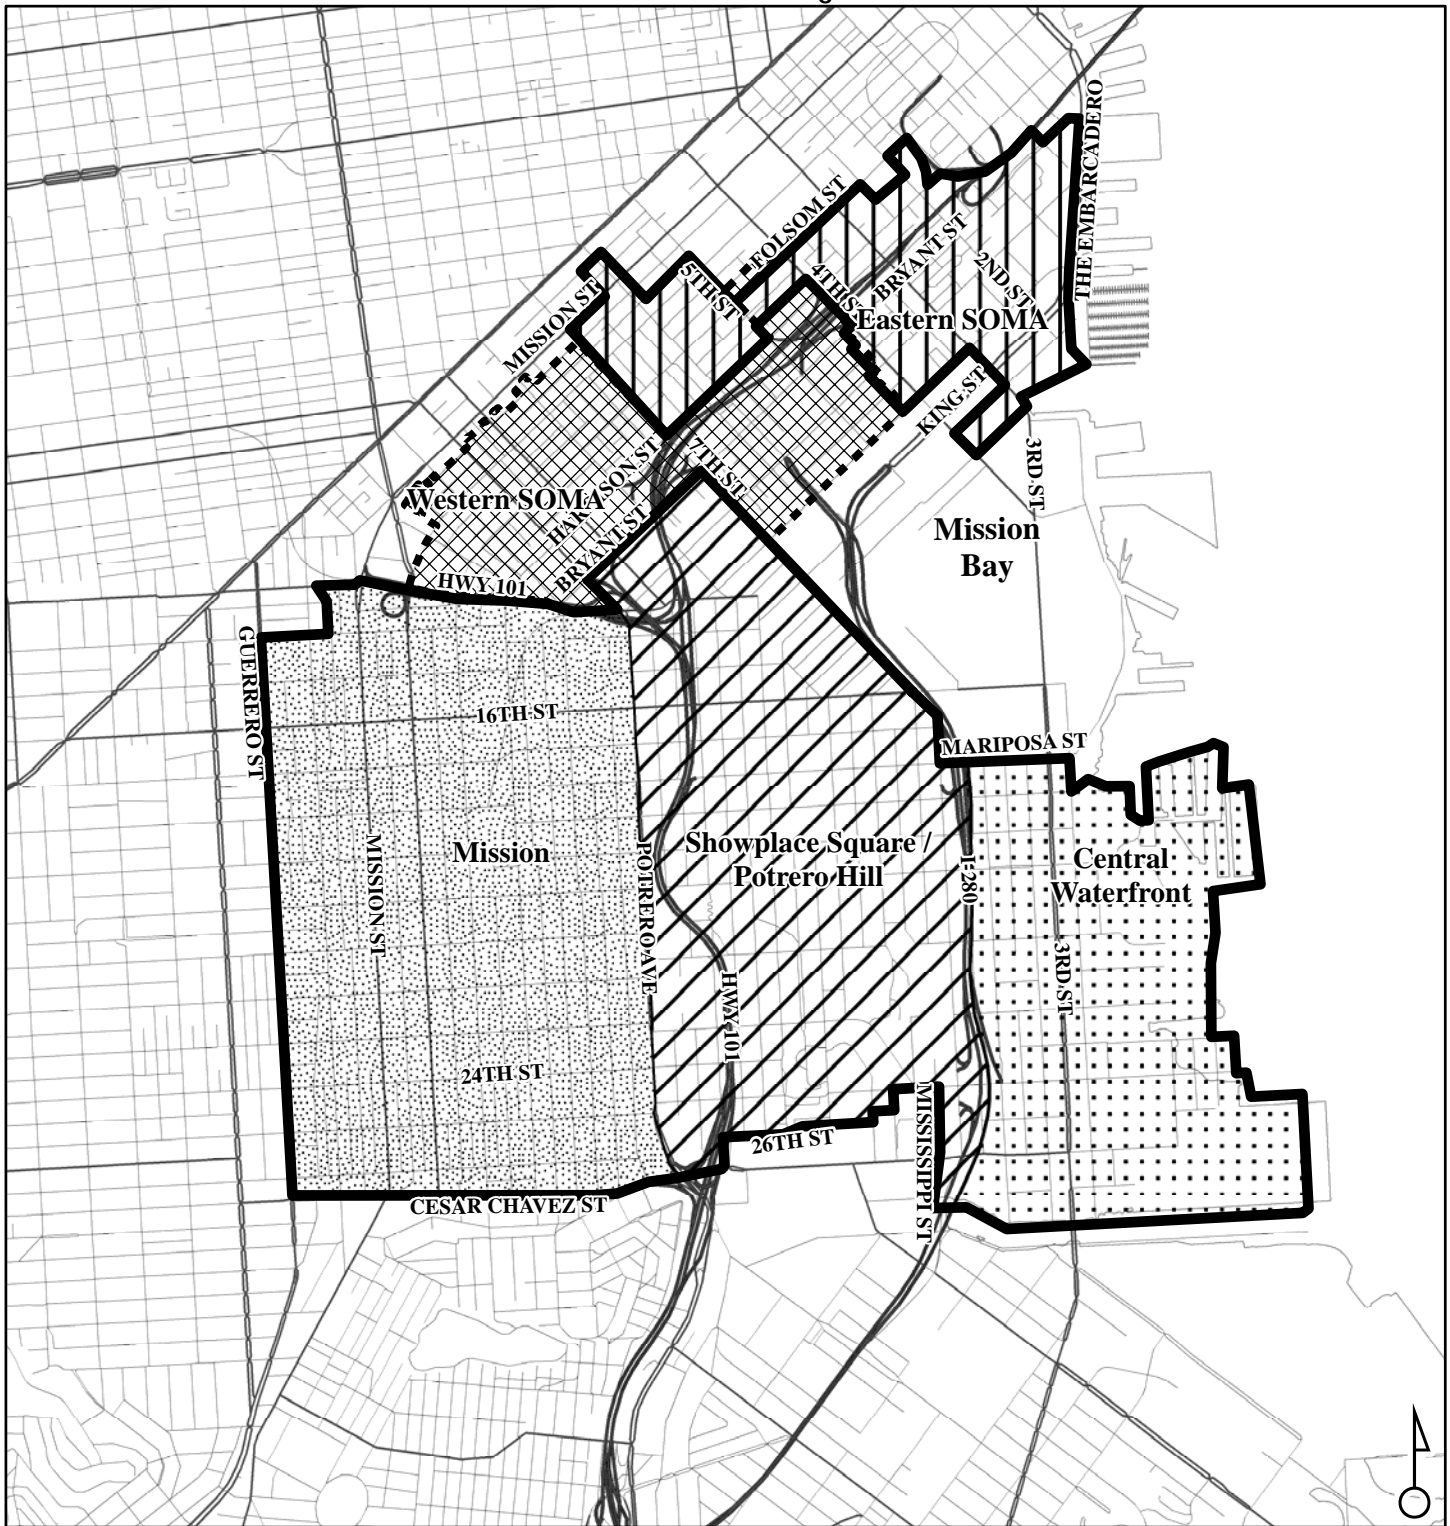 THE EMBARCADERO
FOLSOM ST
BRYANT ST
2ND ST
4TH ST
5TH ST
MISSION ST
Eastern SOMA
KING ST
3RD ST
7TH ST
HARRISON ST
Western SOMA
BRYANT ST
Mission
Bay
HWY 101
GUERRERO ST
16TH ST
MARIPOSA ST
MISSION ST
Mission
POTRERO AVE
Showplace Square /
Potrero Hill
I-280
Central
Waterfront
3RD ST
HWY 101
24TH ST
26TH ST
MISSISSIPPI ST
CESAR CHAVEZ ST